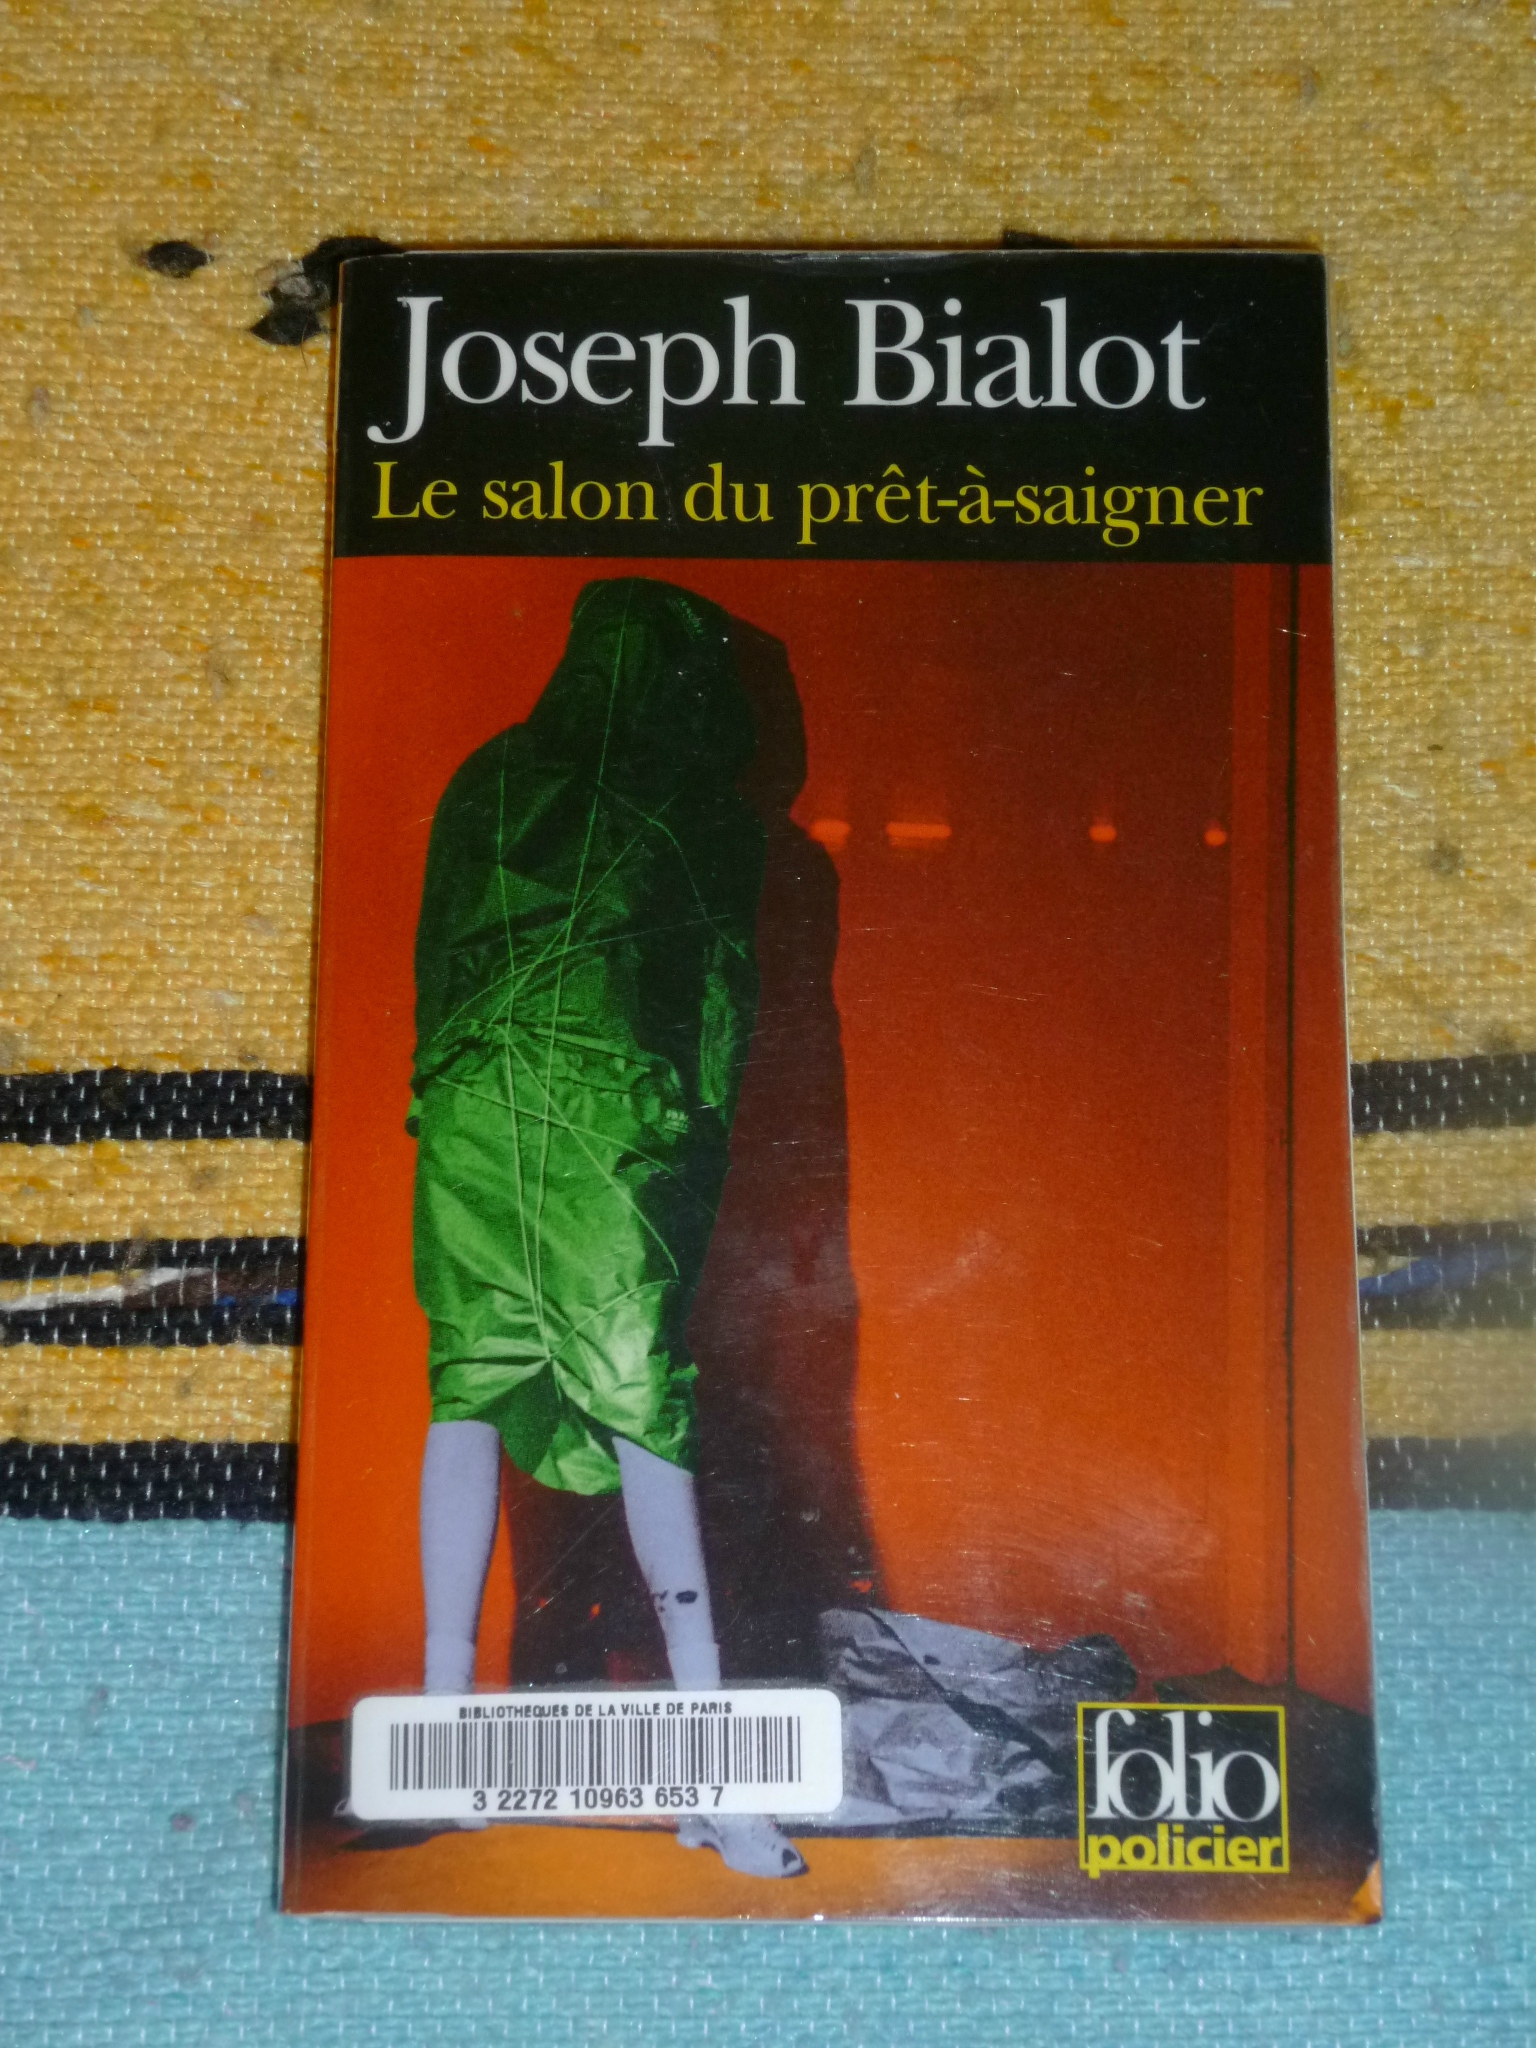 Joseph Bialot
Le salon du prêt-à-saigner
BIBLIOTHEQUES DE LA VILLE DE PARIS
3 2272 10963 653 7
folio
policier